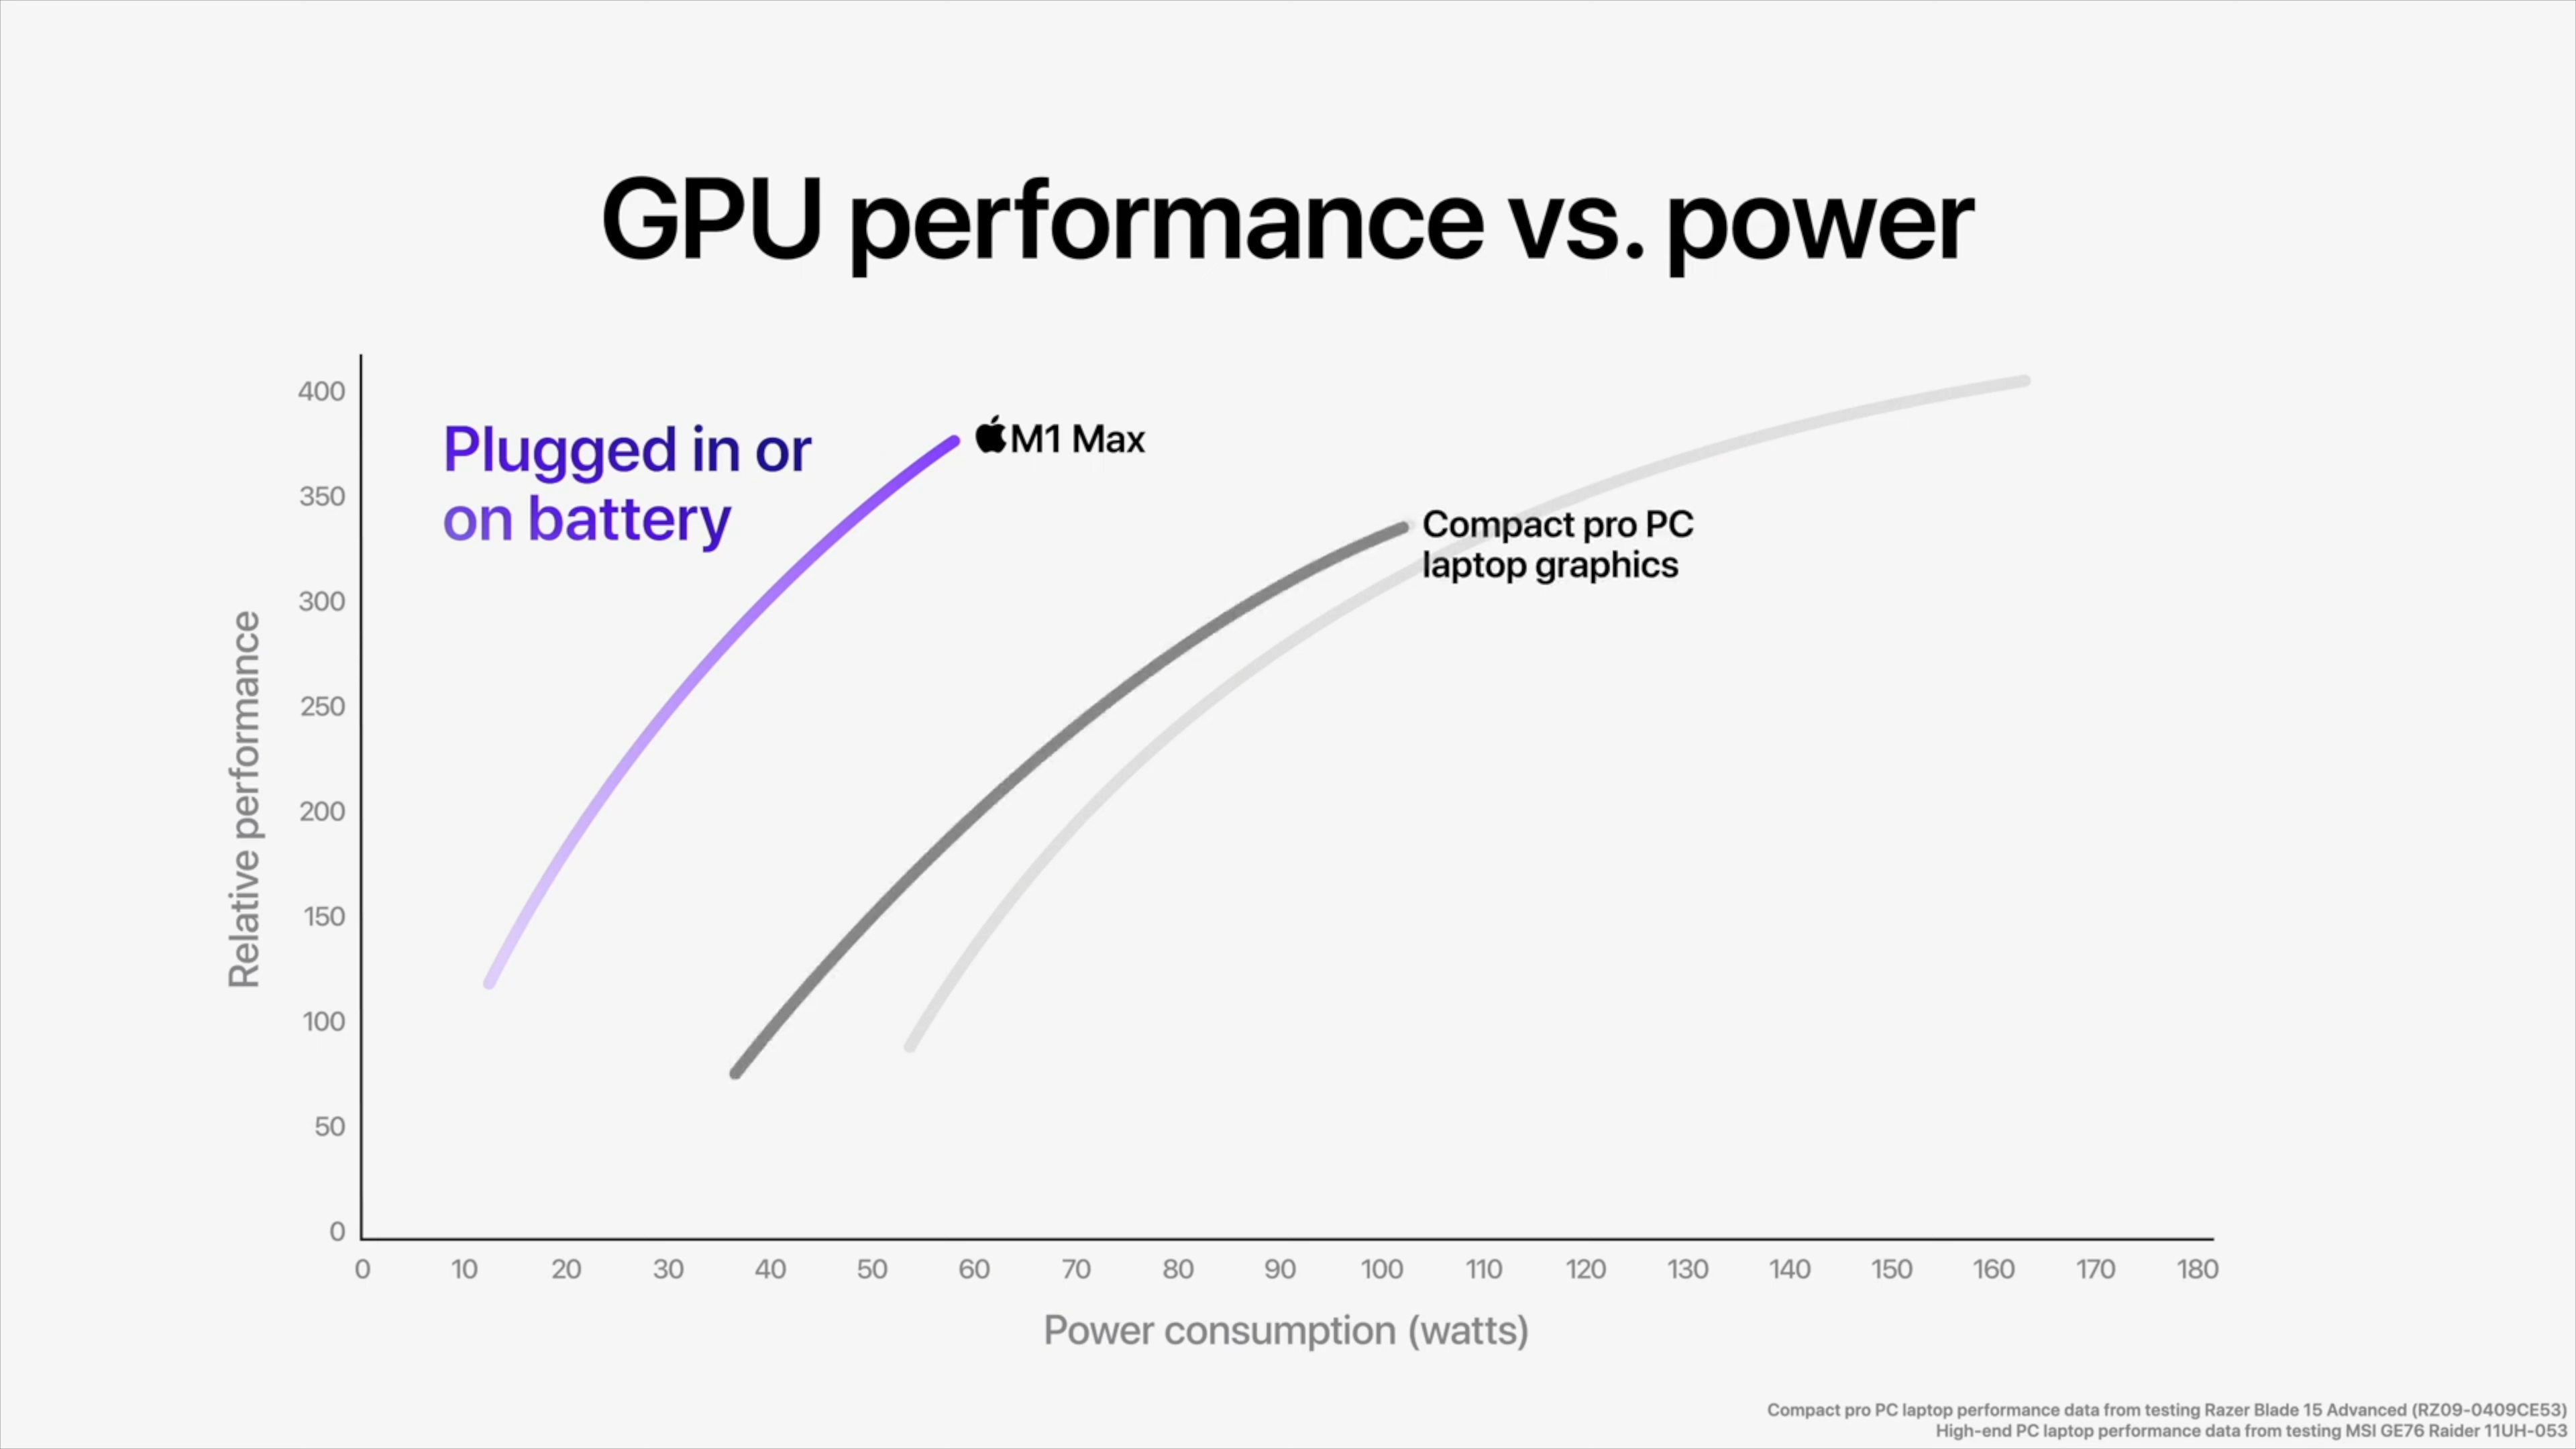 GPU performance vs. power
400
350
300
250
200
150
100
50
0
Relative performance
Plugged in or
on battery
M1 Max
Compact pro PC
laptop graphics
0 10 20 30 40 50 60 70 80 90 100 110 120 130 140 150 160 170 180
Power consumption (watts)
Compact pro PC laptop performance data from testing Razer Blade 15 Advanced (RZ09-0409CE53)
High-end PC laptop performance data from testing MSI GE76 Raider 11UH-053